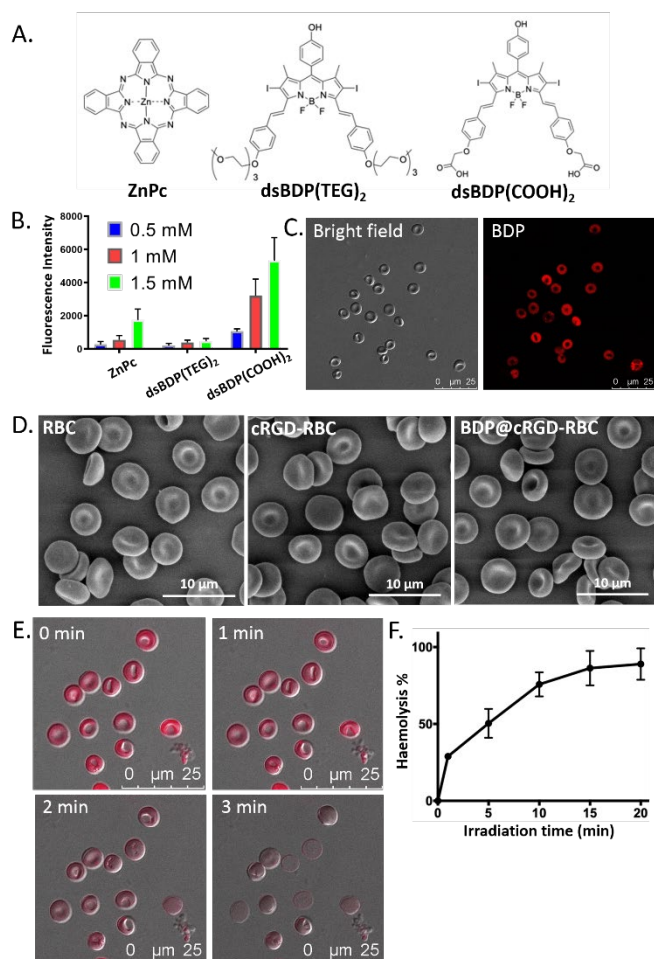 A.
OH
N
N
N
N
N
Zn
N
N
N
I
I
N
N
B
F
F
O
O
O
3
O
3
ZnPc
dsBDP(TEG)₂
OH
I
I
N
N
B
F
F
O
O
O
OH
O
OH
dsBDP(COOH)₂
B.
Fluorescence Intensity
8000
6000
4000
2000
0
0.5 mM
1 mM
1.5 mM
ZnPc
dsBDP(TEG)₂
dsBDP(COOH)₂
C.
Bright field
0 µm 25
BDP
0 µm 25
D.
RBC
10 µm
cRGD-RBC
10 µm
BDP@cRGD-RBC
10 µm
E.
0 min
0 µm 25
1 min
0 µm 25
2 min
0 µm 25
3 min
0 µm 25
F.
Haemolysis %
100
50
0
0 5 10 15 20
Irradiation time (min)